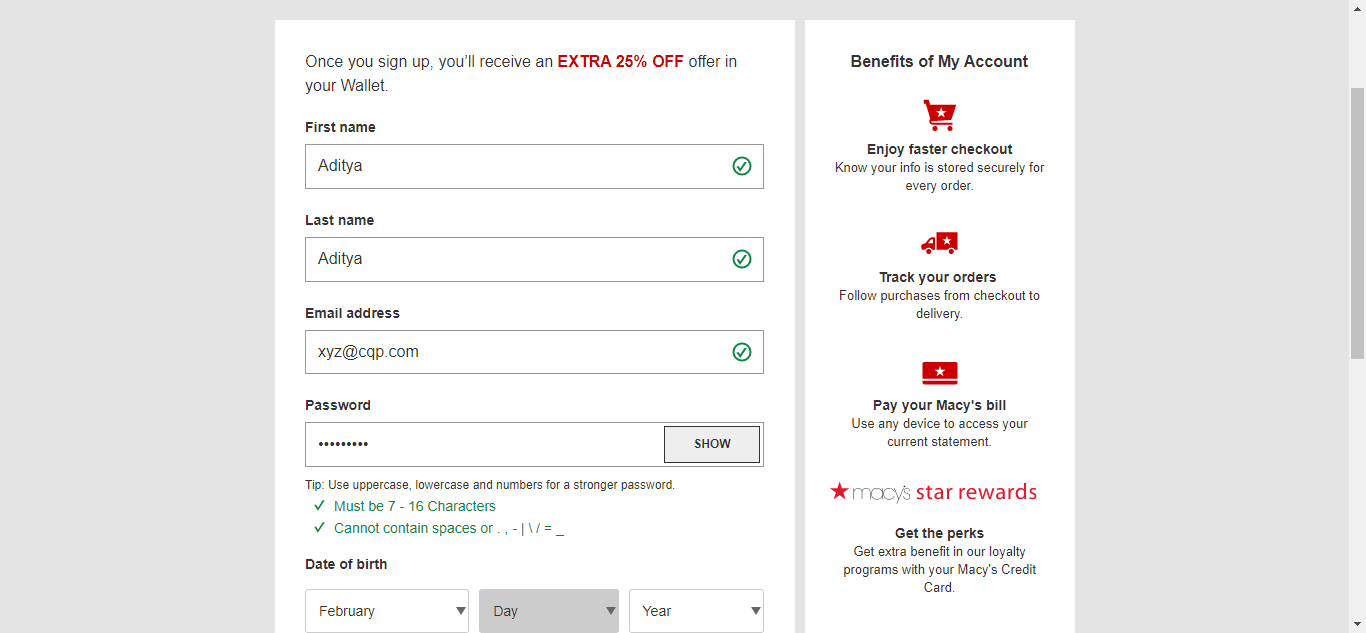 Once you sign up, you’ll receive an EXTRA 25% OFF offer in
your Wallet.
First name
Aditya
Last name
Aditya
Email address
xyz@cqp.com
Password
•••••••••
SHOW
Tip: Use uppercase, lowercase and numbers for a stronger password.
Must be 7 - 16 Characters
Cannot contain spaces or . , - | \ / = _
Date of birth
February
Day
Year
Benefits of My Account
Enjoy faster checkout
Know your info is stored securely for
every order.
Track your orders
Follow purchases from checkout to
delivery.
Pay your Macy's bill
Use any device to access your
current statement.
macy's star rewards
Get the perks
Get extra benefit in our loyalty
programs with your Macy's Credit
Card.